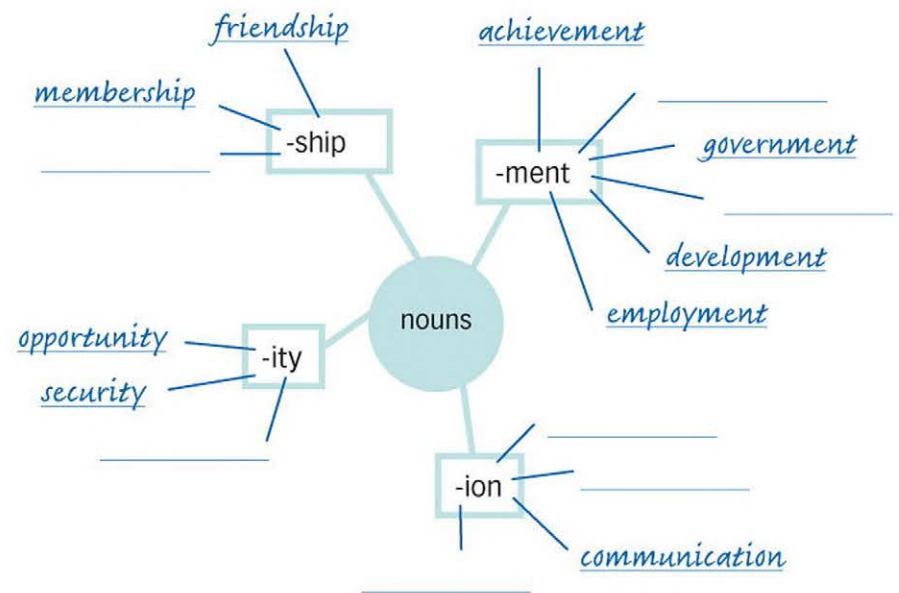 friendship
achievement
membership
-ship
government
-ment
development
employment
nouns
opportunity
-ity
security
-ion
communication